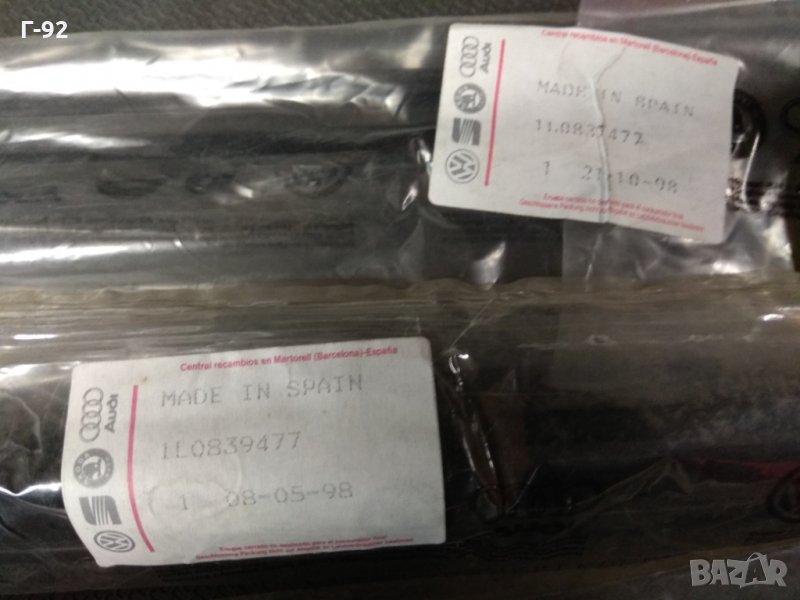 Г-92
Central recambios en Martorell (Barcelona)-España
Audi
MADE IN SPAIN
1L0837477
1 21-10-98
Central recambios en Martorell (Barcelona)-España
Audi
MADE IN SPAIN
1L0839477
1 08-05-98
BAZAR